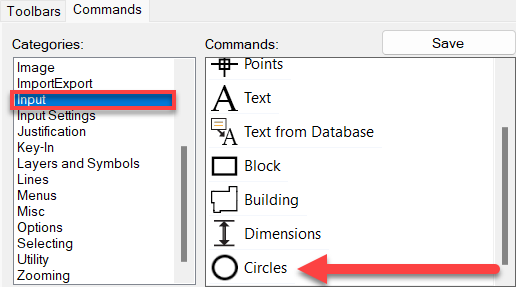 Toolbars Commands
Categories: Commands: Save
Image
ImportExport
Input
Input Settings
Justification
Key-In
Layers and Symbols
Lines
Menus
Misc
Options
Selecting
Utility
Zooming
Points
Text
Text from Database
Block
Building
Dimensions
Circles